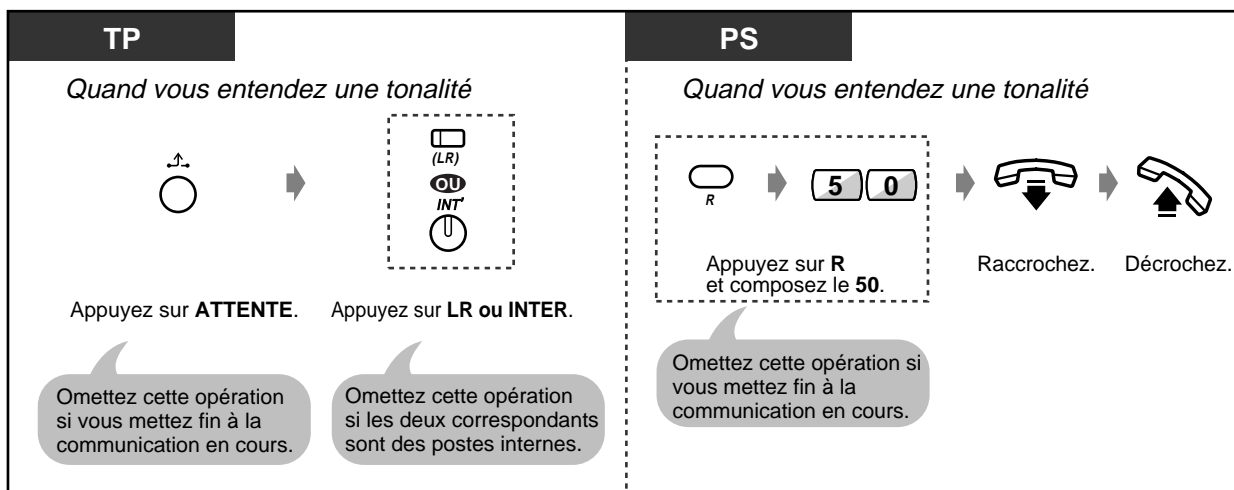 TP
Quand vous entendez une tonalité
(LR)
OU
INT'
Appuyez sur ATTENTE.
Appuyez sur LR ou INTER.
Omettez cette opération
si vous mettez fin à la
communication en cours.
Omettez cette opération
si les deux correspondants
sont des postes internes.
PS
Quand vous entendez une tonalité
R
5 0
Appuyez sur R
et composez le 50.
Raccrochez.
Décrochez.
Omettez cette opération si
vous mettez fin à la
communication en cours.